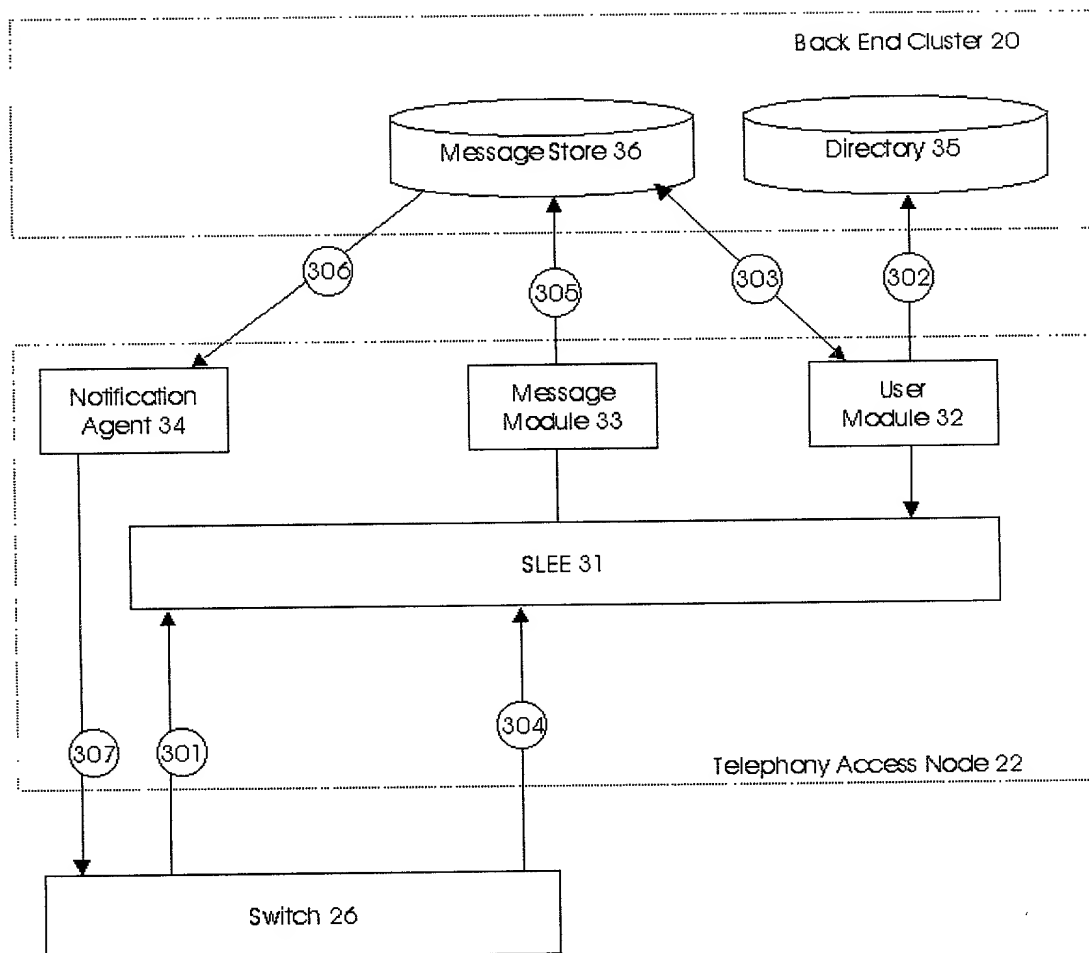 Back End Cluster 20
Message Store 36
Directory 35
306
305
303
302
Notification
Agent 34
Message
Module 33
User
Module 32
SLEE 31
307
301
304
Telephony Access Node 22
Switch 26